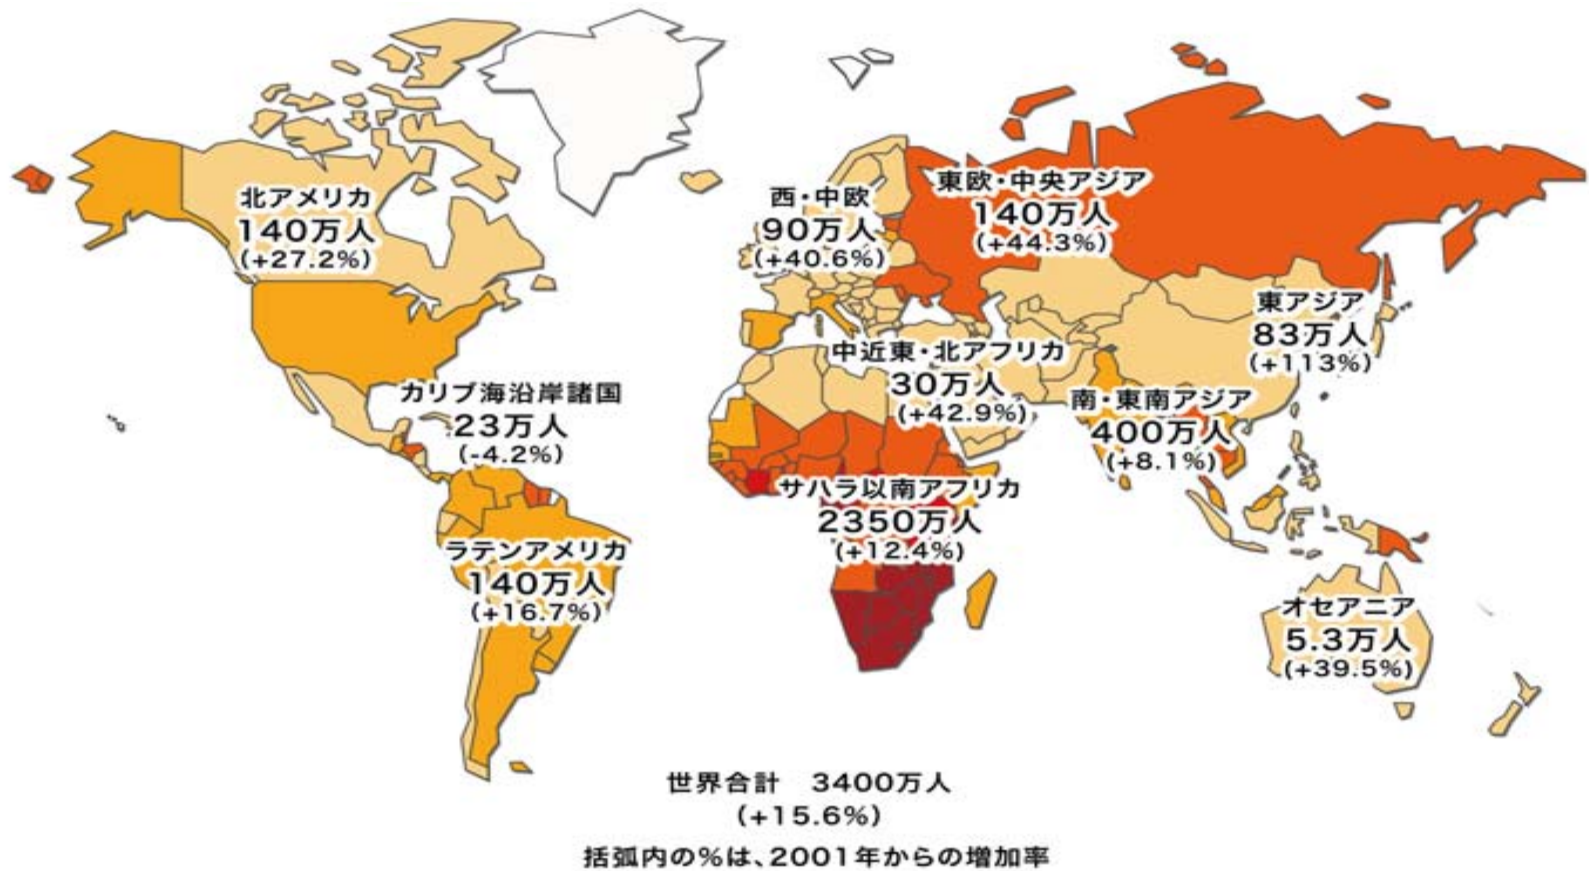 北アメリカ
140万人
(+27.2%)
西・中欧
90万人
(+40.6%)
東欧・中央アジア
140万人
(+44.3%)
東アジア
83万人
(+113%)
中近東・北アフリカ
30万人
(+42.9%)
カリブ海沿岸諸国
23万人
(-4.2%)
南・東南アジア
400万人
(+8.1%)
サハラ以南アフリカ
2350万人
(+12.4%)
ラテンアメリカ
140万人
(+16.7%)
オセアニア
5.3万人
(+39.5%)
世界合計　3400万人
(+15.6%)
括弧内の%は、2001年からの増加率